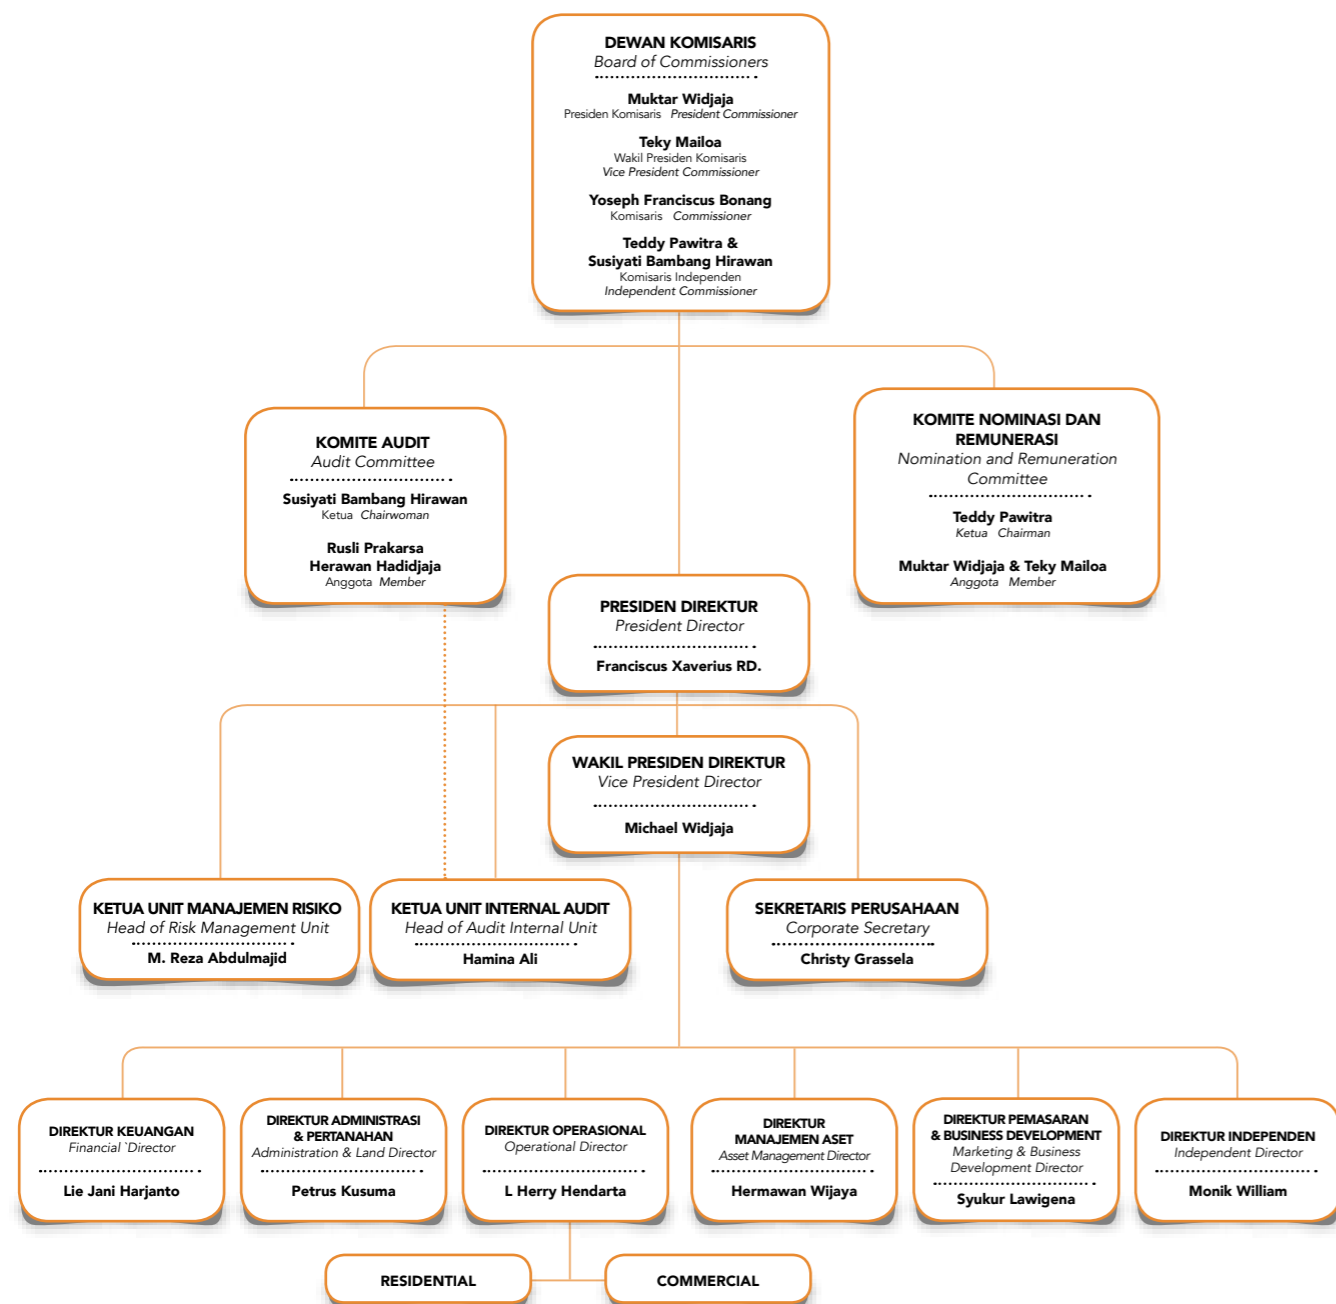 DEWAN KOMISARIS
Board of Commissioners
Muktar Widjaja
Presiden Komisaris President Commissioner
Teky Mailoa
Wakil Presiden Komisaris
Vice President Commissioner
Yoseph Franciscus Bonang
Komisaris Commissioner
Teddy Pawitra &
Susiyati Bambang Hirawan
Komisaris Independen
Independent Commissioner
KOMITE AUDIT
Audit Committee
Susiyati Bambang Hirawan
Ketua Chairwoman
Rusli Prakarsa
Herawan Hadidjaja
Anggota Member
KOMITE NOMINASI DAN
REMUNERASI
Nomination and Remuneration
Committee
Teddy Pawitra
Ketua Chairman
Muktar Widjaja & Teky Mailoa
Anggota Member
PRESIDEN DIREKTUR
President Director
Franciscus Xaverius RD.
WAKIL PRESIDEN DIREKTUR
Vice President Director
Michael Widjaja
KETUA UNIT MANAJEMEN RISIKO
Head of Risk Management Unit
M. Reza Abdulmajid
KETUA UNIT INTERNAL AUDIT
Head of Audit Internal Unit
Hamina Ali
SEKRETARIS PERUSAHAAN
Corporate Secretary
Christy Grassela
DIREKTUR KEUANGAN
Financial `Director
Lie Jani Harjanto
DIREKTUR ADMINISTRASI
& PERTANAHAN
Administration & Land Director
Petrus Kusuma
DIREKTUR OPERASIONAL
Operational Director
L Herry Hendarta
DIREKTUR
MANAJEMEN ASET
Asset Management Director
Hermawan Wijaya
DIREKTUR PEMASARAN
& BUSINESS DEVELOPMENT
Marketing & Business
Development Director
Syukur Lawigena
DIREKTUR INDEPENDEN
Independent Director
Monik William
RESIDENTIAL
COMMERCIAL